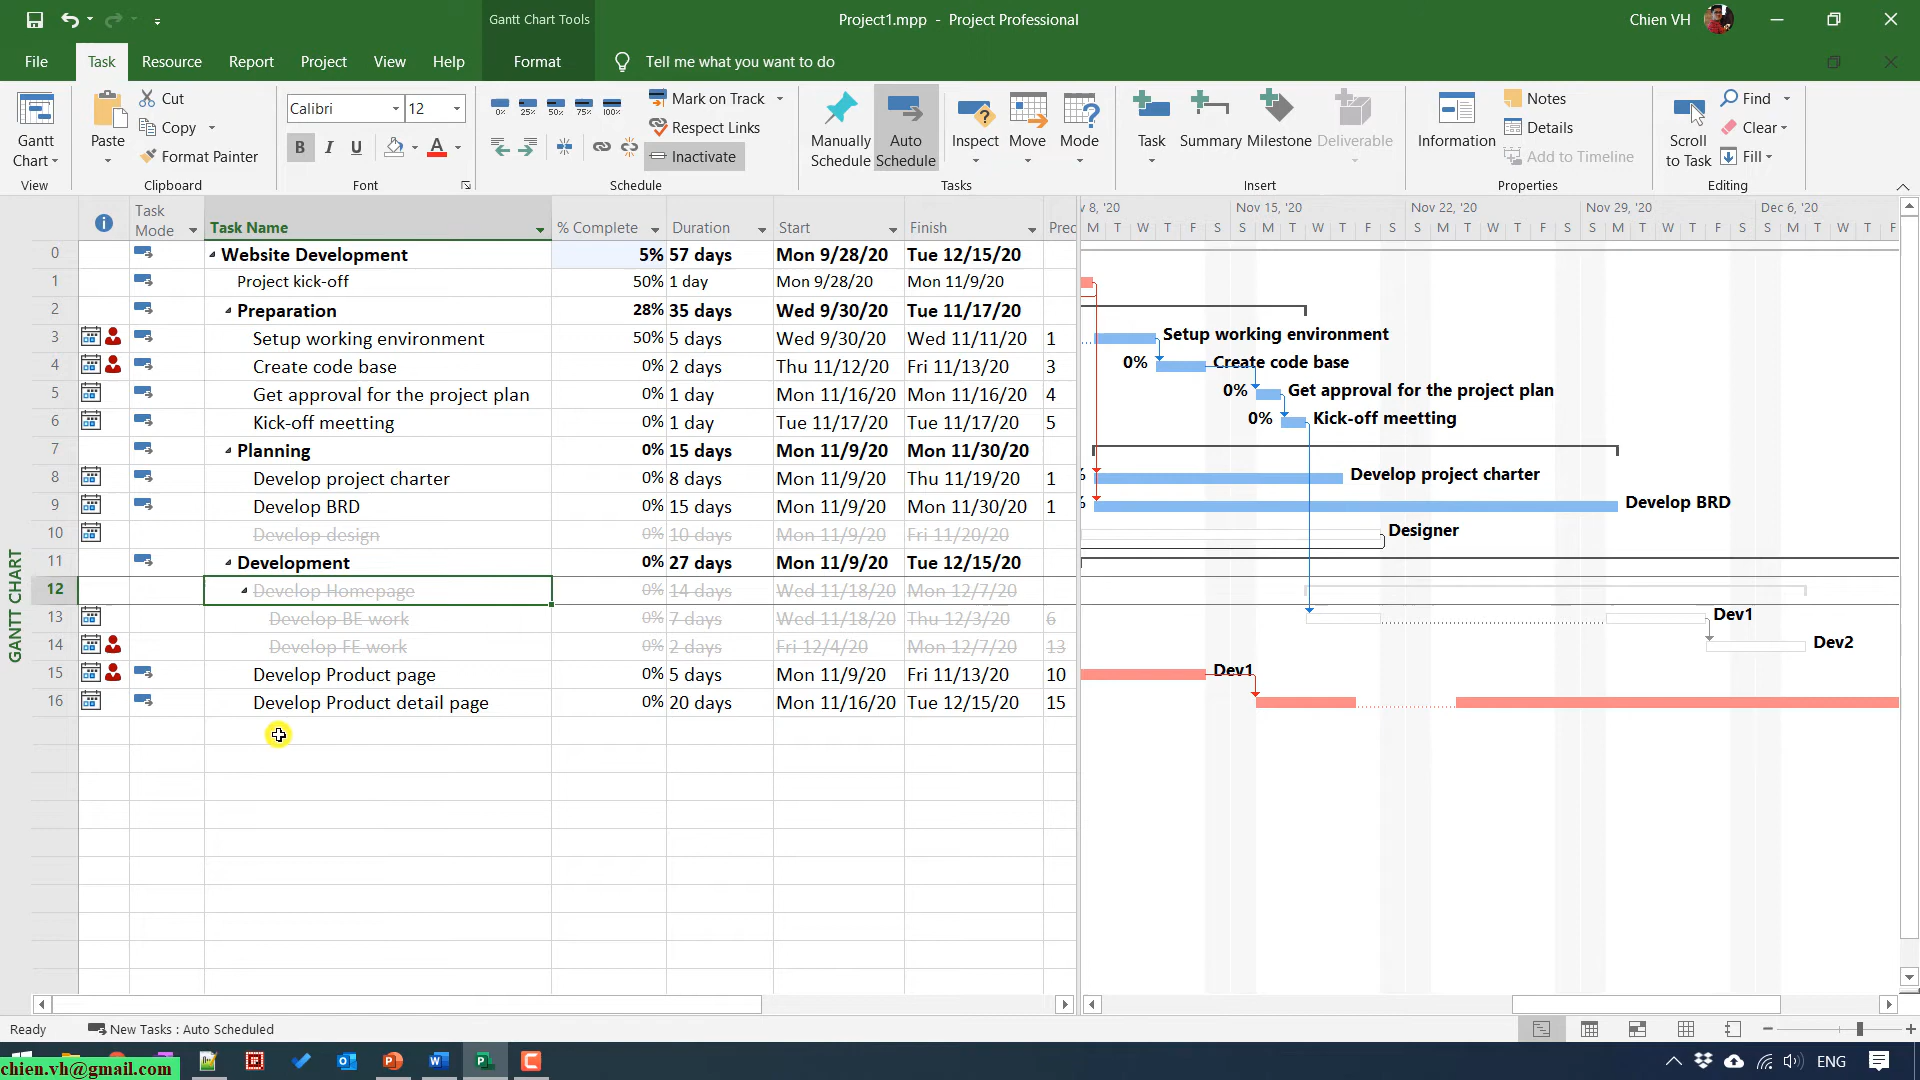 Gantt Chart Tools
Project1.mpp - Project Professional
Chien VH
File Task Resource Report Project View Help Format Tell me what you want to do
Gantt Chart
View
Paste
Cut
Copy
Format Painter
Clipboard
Calibri 12
B I U A
Font
0% 25% 50% 75% 100%
Mark on Track
Respect Links
Inactivate
Schedule
Manually Schedule
Auto Schedule
Inspect
Move
Mode
Tasks
Task
Summary
Milestone
Deliverable
Insert
Information
Notes
Details
Add to Timeline
Properties
Scroll to Task
Find
Clear
Fill
Editing
GANTT CHART
Task Mode Task Name % Complete Duration Start Finish Prec
0 Website Development 5% 57 days Mon 9/28/20 Tue 12/15/20
1 Project kick-off 50% 1 day Mon 9/28/20 Mon 11/9/20
2 Preparation 28% 35 days Wed 9/30/20 Tue 11/17/20
3 Setup working environment 50% 5 days Wed 9/30/20 Wed 11/11/20 1
4 Create code base 0% 2 days Thu 11/12/20 Fri 11/13/20 3
5 Get approval for the project plan 0% 1 day Mon 11/16/20 Mon 11/16/20 4
6 Kick-off meetting 0% 1 day Tue 11/17/20 Tue 11/17/20 5
7 Planning 0% 15 days Mon 11/9/20 Mon 11/30/20
8 Develop project charter 0% 8 days Mon 11/9/20 Thu 11/19/20 1
9 Develop BRD 0% 15 days Mon 11/9/20 Mon 11/30/20 1
10 Develop design 0% 10 days Mon 11/9/20 Fri 11/20/20
11 Development 0% 27 days Mon 11/9/20 Tue 12/15/20
12 Develop Homepage 0% 14 days Wed 11/18/20 Mon 12/7/20
13 Develop BE work 0% 7 days Wed 11/18/20 Thu 12/3/20 6
14 Develop FE work 0% 2 days Fri 12/4/20 Mon 12/7/20 13
15 Develop Product page 0% 5 days Mon 11/9/20 Fri 11/13/20 10
16 Develop Product detail page 0% 20 days Mon 11/16/20 Tue 12/15/20 15
v 8, '20 Nov 15, '20 Nov 22, '20 Nov 29, '20 Dec 6, '20
M T W T F S S M T W T F S S M T W T F S S M T W T F S S M T W T F
Setup working environment
0% Create code base
0% Get approval for the project plan
0% Kick-off meetting
% Develop project charter
% Develop BRD
Designer
Dev1
Dev2
Dev1
Ready New Tasks : Auto Scheduled
chien.vh@gmail.com
ENG